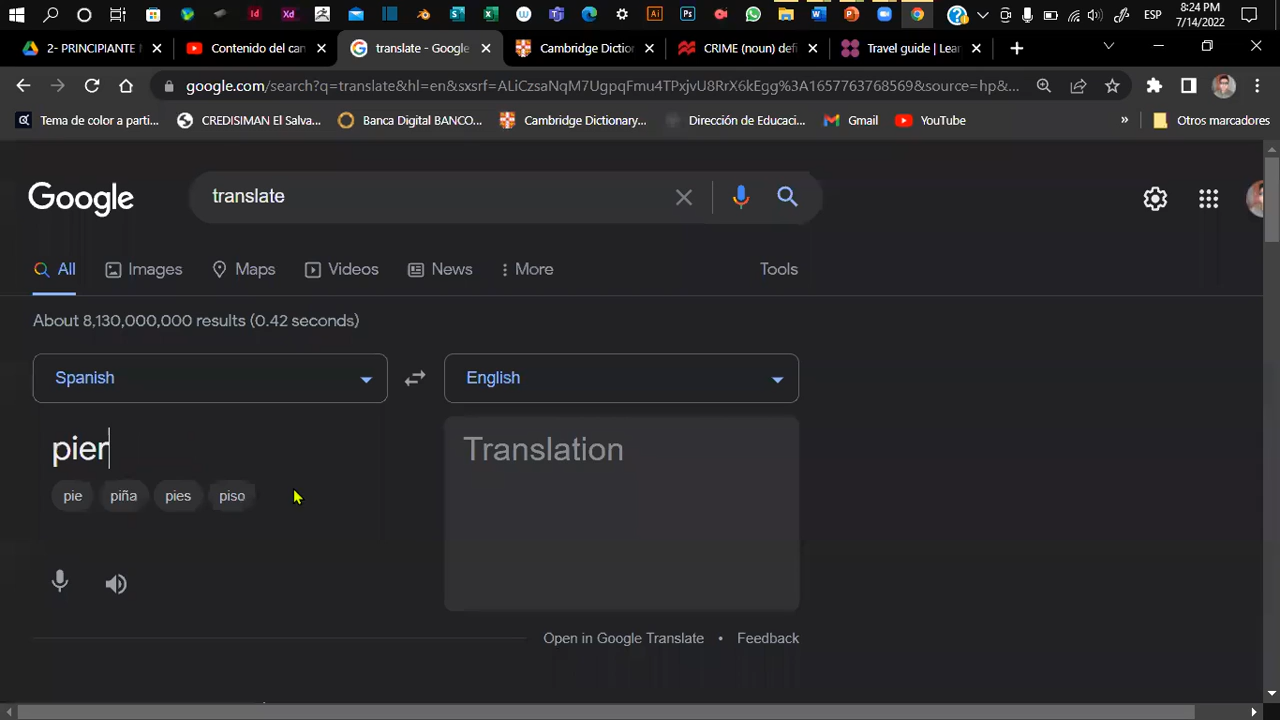 8:24 PM
ESP
7/14/2022
2- PRINCIPIANTE M
Contenido del can
translate - Google
Cambridge Dictio
CRIME (noun) defi
Travel guide | Lea
google.com/search?q=translate&hl=en&sxsrf=ALiCzsaNqM7UgpqFmu4TPxjvU8RrX6kEgg%3A1657763768569&source=hp&...
Tema de color a parti...
CREDISIMAN El Salva...
Banca Digital BANCO...
Cambridge Dictionary...
Dirección de Educaci...
Gmail
YouTube
»
Otros marcadores
Google
translate
All
Images
Maps
Videos
News
More
Tools
About 8,130,000,000 results (0.42 seconds)
Spanish
English
pier
Translation
pie piña pies piso
Open in Google Translate • Feedback